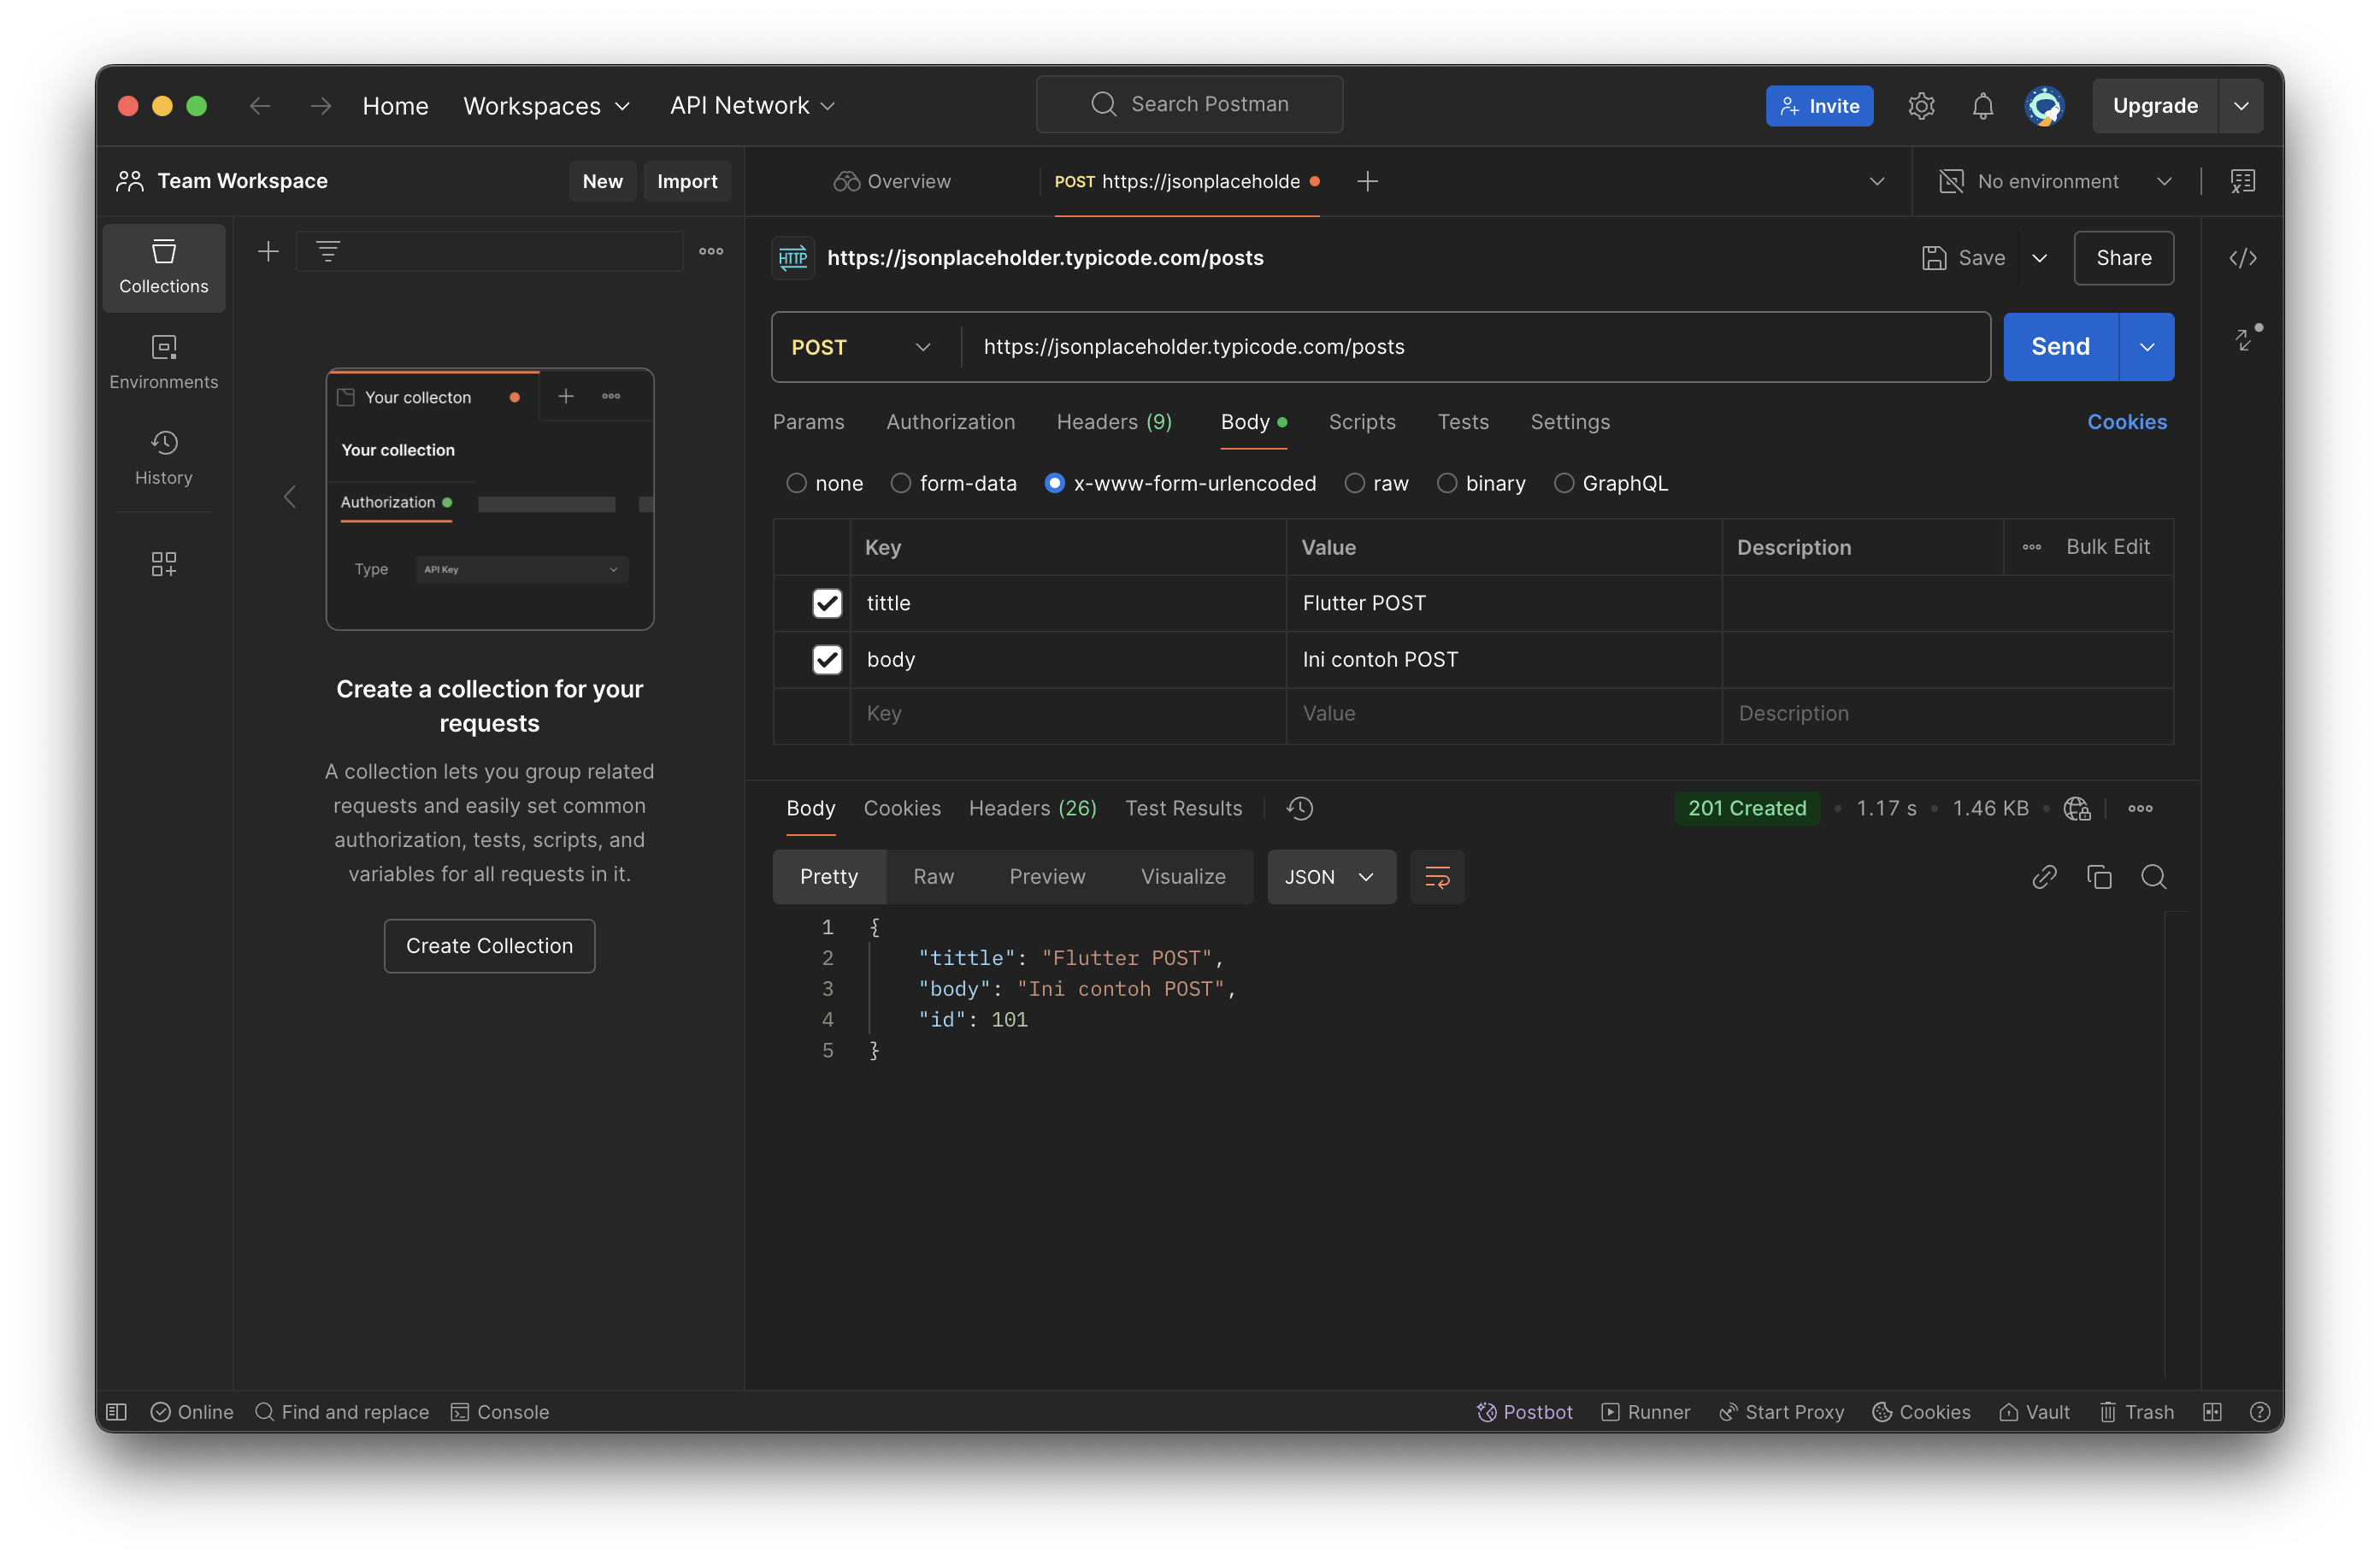 Home Workspaces API Network Search Postman Invite Upgrade
Team Workspace New Import Overview POST https://jsonplaceholde No environment
Collections
Environments
History
Your collecton
Your collection
Authorization
Type API Key
Create a collection for your
requests
A collection lets you group related
requests and easily set common
authorization, tests, scripts, and
variables for all requests in it.
Create Collection
HTTP https://jsonplaceholder.typicode.com/posts Save Share
POST https://jsonplaceholder.typicode.com/posts Send
Params Authorization Headers (9) Body Scripts Tests Settings Cookies
none form-data x-www-form-urlencoded raw binary GraphQL
Key Value Description Bulk Edit
tittle Flutter POST
body Ini contoh POST
Key Value Description
Body Cookies Headers (26) Test Results 201 Created 1.17 s 1.46 KB
Pretty Raw Preview Visualize JSON
1 {
2 "tittle": "Flutter POST",
3 "body": "Ini contoh POST",
4 "id": 101
5 }
Online Find and replace Console Postbot Runner Start Proxy Cookies Vault Trash